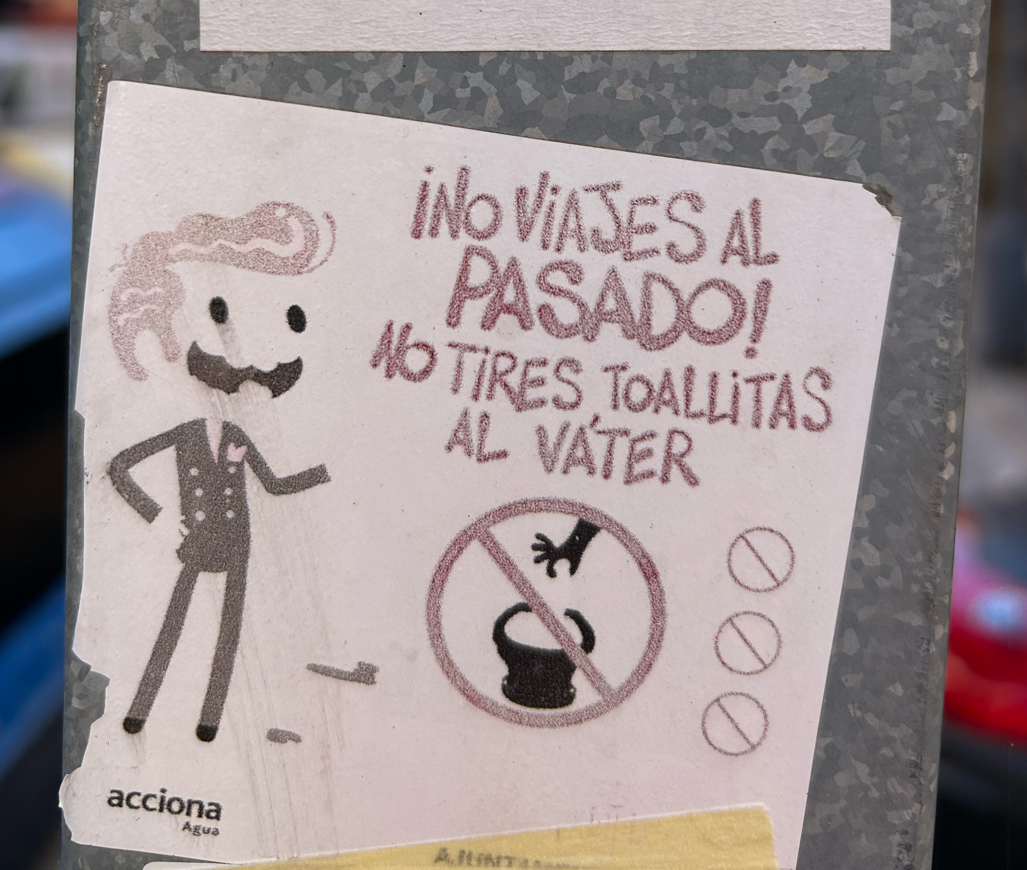 ¡NO ViAJES AL
PASADO!
NO TiRES TOALLiTAS
AL VÁTER
acciona
Agua